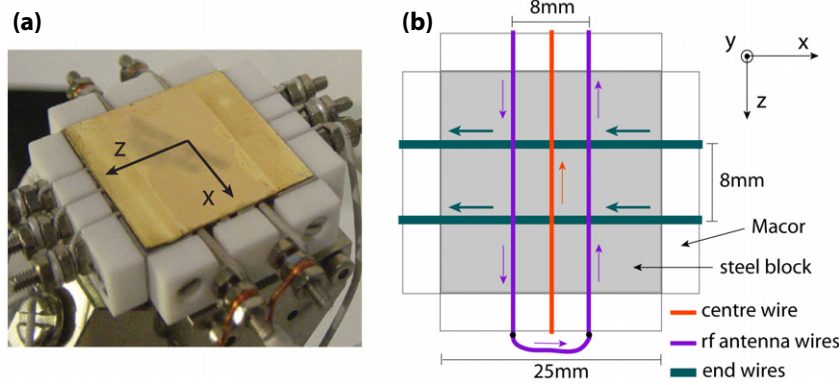 (a)
z
x
(b)
8mm
y
x
z
8mm
Macor
steel block
centre wire
rf antenna wires
end wires
25mm